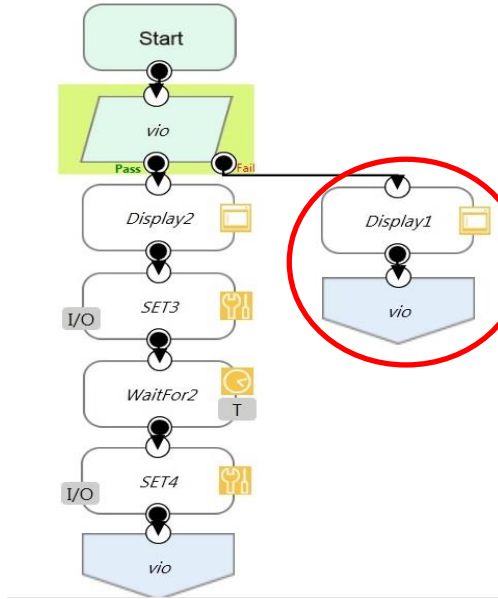 Start
vio
Pass
Fail
Display2
Display1
I/O
SET3
vio
WaitFor2
T
I/O
SET4
vio